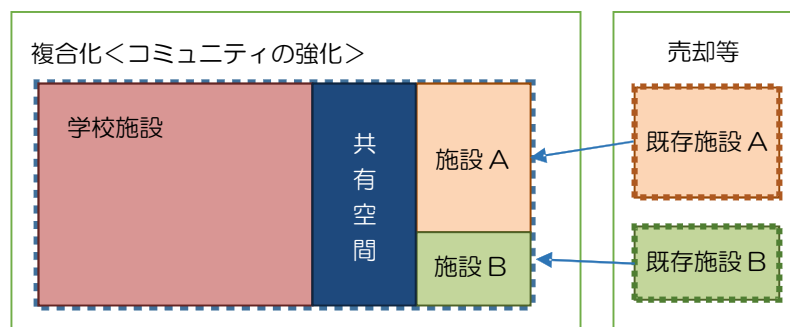 複合化＜コミュニティの強化＞
学校施設
共有空間
施設A
施設B
売却等
既存施設A
既存施設B